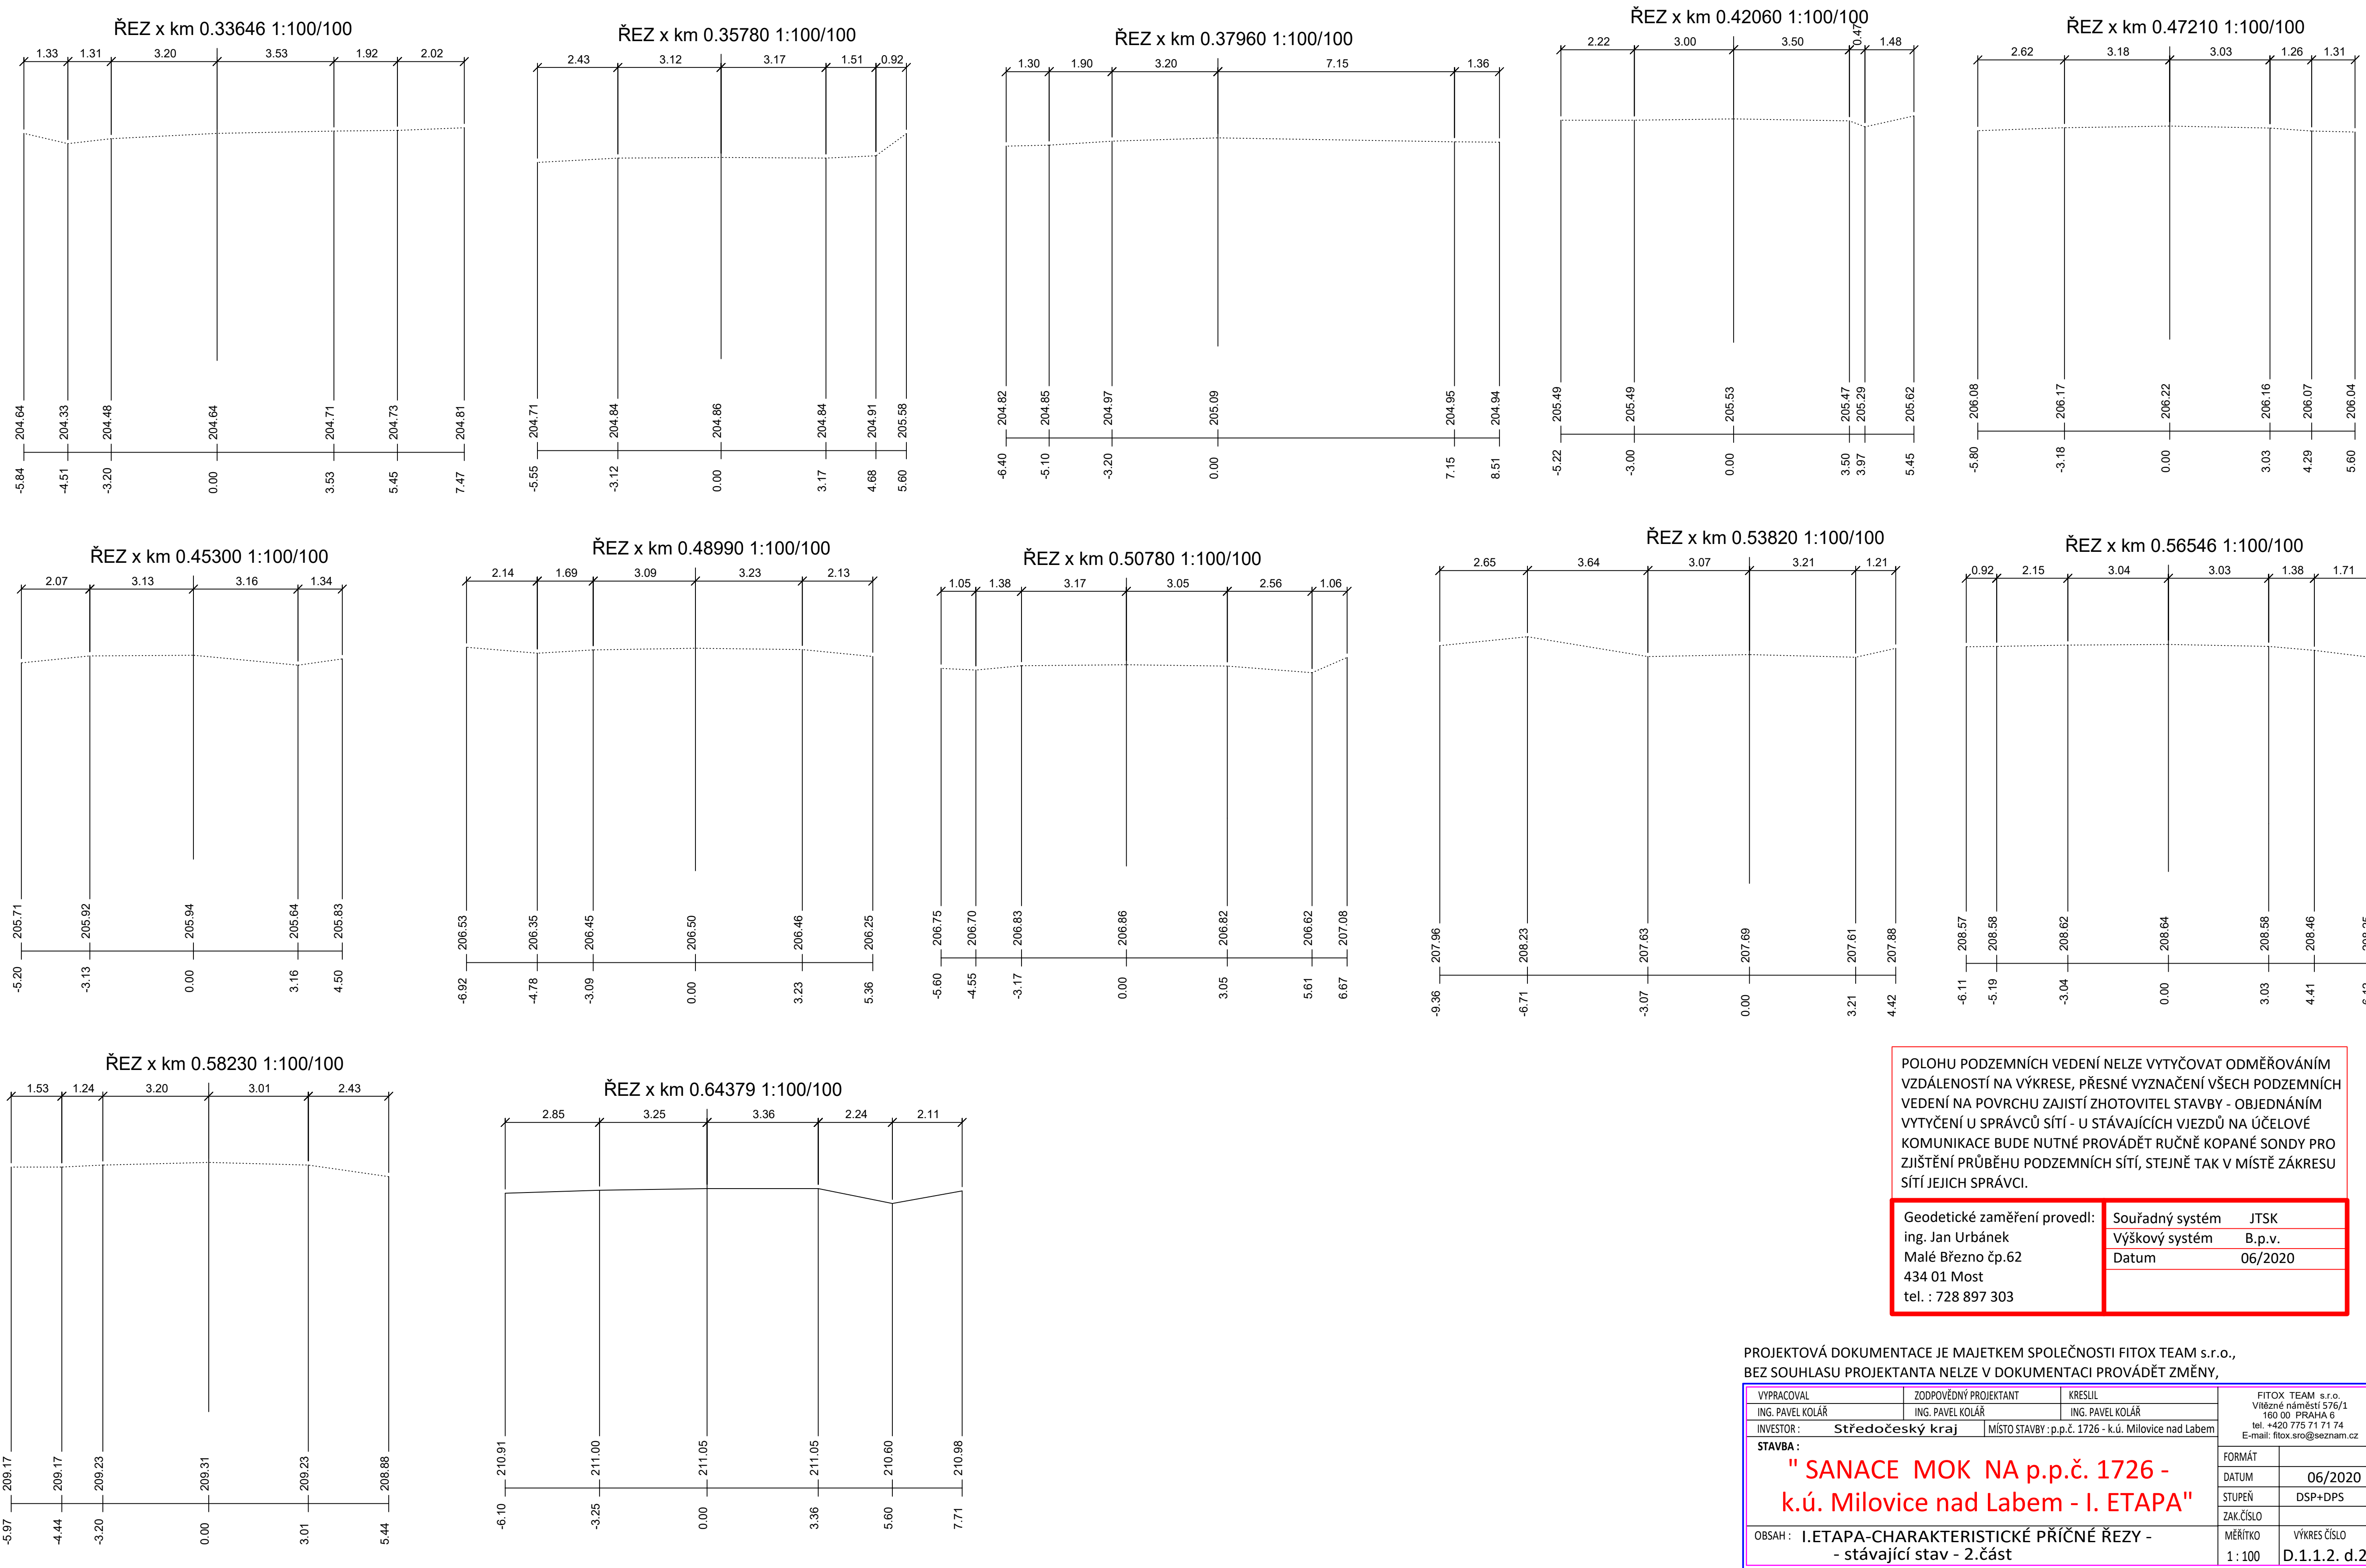 ŘEZ x km 0.33646 1:100/100
1.33 1.31 3.20 3.53 1.92 2.02
204.64 204.33 204.48 204.64 204.71 204.73 204.81
-5.84 -4.51 -3.20 0.00 3.53 5.45 7.47
ŘEZ x km 0.35780 1:100/100
2.43 3.12 3.17 1.51 0.92
204.71 204.84 204.86 204.84 204.91 205.58
-5.55 -3.12 0.00 3.17 4.68 5.60
ŘEZ x km 0.37960 1:100/100
1.30 1.90 3.20 7.15 1.36
204.82 204.85 204.97 205.09 204.95 204.94
-6.40 -5.10 -3.20 0.00 7.15 8.51
ŘEZ x km 0.42060 1:100/100
2.22 3.00 3.50 0.47 1.48
205.49 205.49 205.53 205.47 205.29 205.62
-5.22 -3.00 0.00 3.50 3.97 5.45
ŘEZ x km 0.47210 1:100/100
2.62 3.18 3.03 1.26 1.31
206.08 206.17 206.22 206.16 206.07 206.04
-5.80 -3.18 0.00 3.03 4.29 5.60
ŘEZ x km 0.45300 1:100/100
2.07 3.13 3.16 1.34
205.71 205.92 205.94 205.64 205.83
-5.20 -3.13 0.00 3.16 4.50
ŘEZ x km 0.48990 1:100/100
2.14 1.69 3.09 3.23 2.13
206.53 206.35 206.45 206.50 206.46 206.25
-6.92 -4.78 -3.09 0.00 3.23 5.36
ŘEZ x km 0.50780 1:100/100
1.05 1.38 3.17 3.05 2.56 1.06
206.75 206.70 206.83 206.86 206.82 206.62 207.08
-5.60 -4.55 -3.17 0.00 3.05 5.61 6.67
ŘEZ x km 0.53820 1:100/100
2.65 3.64 3.07 3.21 1.21
207.96 208.23 207.63 207.69 207.61 207.88
-9.36 -6.71 -3.07 0.00 3.21 4.42
ŘEZ x km 0.56546 1:100/100
0.92 2.15 3.04 3.03 1.38 1.71
208.57 208.58 208.62 208.64 208.58 208.46
-6.11 -5.19 -3.04 0.00 3.03 4.41
ŘEZ x km 0.58230 1:100/100
1.53 1.24 3.20 3.01 2.43
209.17 209.17 209.23 209.31 209.23 208.88
-5.97 -4.44 -3.20 0.00 3.01 5.44
ŘEZ x km 0.64379 1:100/100
2.85 3.25 3.36 2.24 2.11
210.91 211.00 211.05 211.05 210.60 210.98
-6.10 -3.25 0.00 3.36 5.60 7.71
POLOHU PODZEMNÍCH VEDENÍ NELZE VYTYČOVAT ODMĚŘOVÁNÍM
VZDÁLENOSTÍ NA VÝKRESE, PŘESNÉ VYZNAČENÍ VŠECH PODZEMNÍCH
VEDENÍ NA POVRCHU ZAJISTÍ ZHOTOVITEL STAVBY - OBJEDNÁNÍM
VYTYČENÍ U SPRÁVCŮ SÍTÍ - U STÁVAJÍCÍCH VJEZDŮ NA ÚČELOVÉ
KOMUNIKACE BUDE NUTNÉ PROVÁDĚT RUČNĚ KOPANÉ SONDY PRO
ZJIŠTĚNÍ PRŮBĚHU PODZEMNÍCH SÍTÍ, STEJNĚ TAK V MÍSTĚ ZÁKRESU
SÍTÍ JEJICH SPRÁVCI.
Geodetické zaměření provedl:
ing. Jan Urbánek
Malé Březno čp.62
434 01 Most
tel. : 728 897 303
Souřadný systém JTSK
Výškový systém B.p.v.
Datum 06/2020
PROJEKTOVÁ DOKUMENTACE JE MAJETKEM SPOLEČNOSTI FITOX TEAM s.r.o.,
BEZ SOUHLASU PROJEKTANTA NELZE V DOKUMENTACI PROVÁDĚT ZMĚNY,
VYPRACOVAL ZODPOVĚDNÝ PROJEKTANT KRESLIL
ING. PAVEL KOLÁŘ ING. PAVEL KOLÁŘ ING. PAVEL KOLÁŘ
INVESTOR : Středočeský kraj MÍSTO STAVBY : p.p.č. 1726 - k.ú. Milovice nad Labem
FITOX TEAM s.r.o.
Vítězné náměstí 576/1
160 00 PRAHA 6
tel. +420 775 71 71 74
E-mail: fitox.sro@seznam.cz
STAVBA :
" SANACE MOK NA p.p.č. 1726 -
k.ú. Milovice nad Labem - I. ETAPA"
FORMÁT
DATUM 06/2020
STUPEŇ DSP+DPS
ZAK.ČÍSLO
OBSAH : I.ETAPA-CHARAKTERISTICKÉ PŘÍČNÉ ŘEZY -
- stávající stav - 2.část
MĚŘÍTKO VÝKRES ČÍSLO
1 : 100 D.1.1.2. d.2